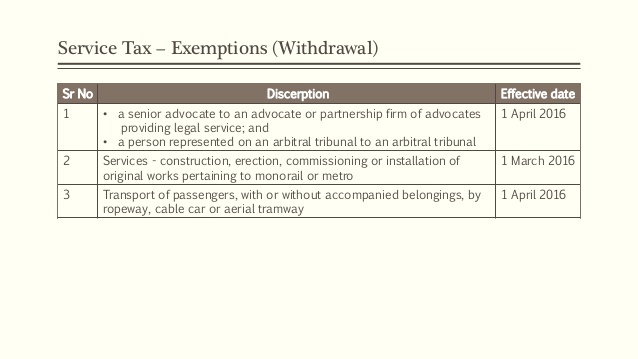 Service Tax – Exemptions (Withdrawal)
Sr No Discerption Effective date
1 • a senior advocate to an advocate or partnership firm of advocates 1 April 2016
providing legal service; and
• a person represented on an arbitral tribunal to an arbitral tribunal
2 Services - construction, erection, commissioning or installation of 1 March 2016
original works pertaining to monorail or metro
3 Transport of passengers, with or without accompanied belongings, by 1 April 2016
ropeway, cable car or aerial tramway